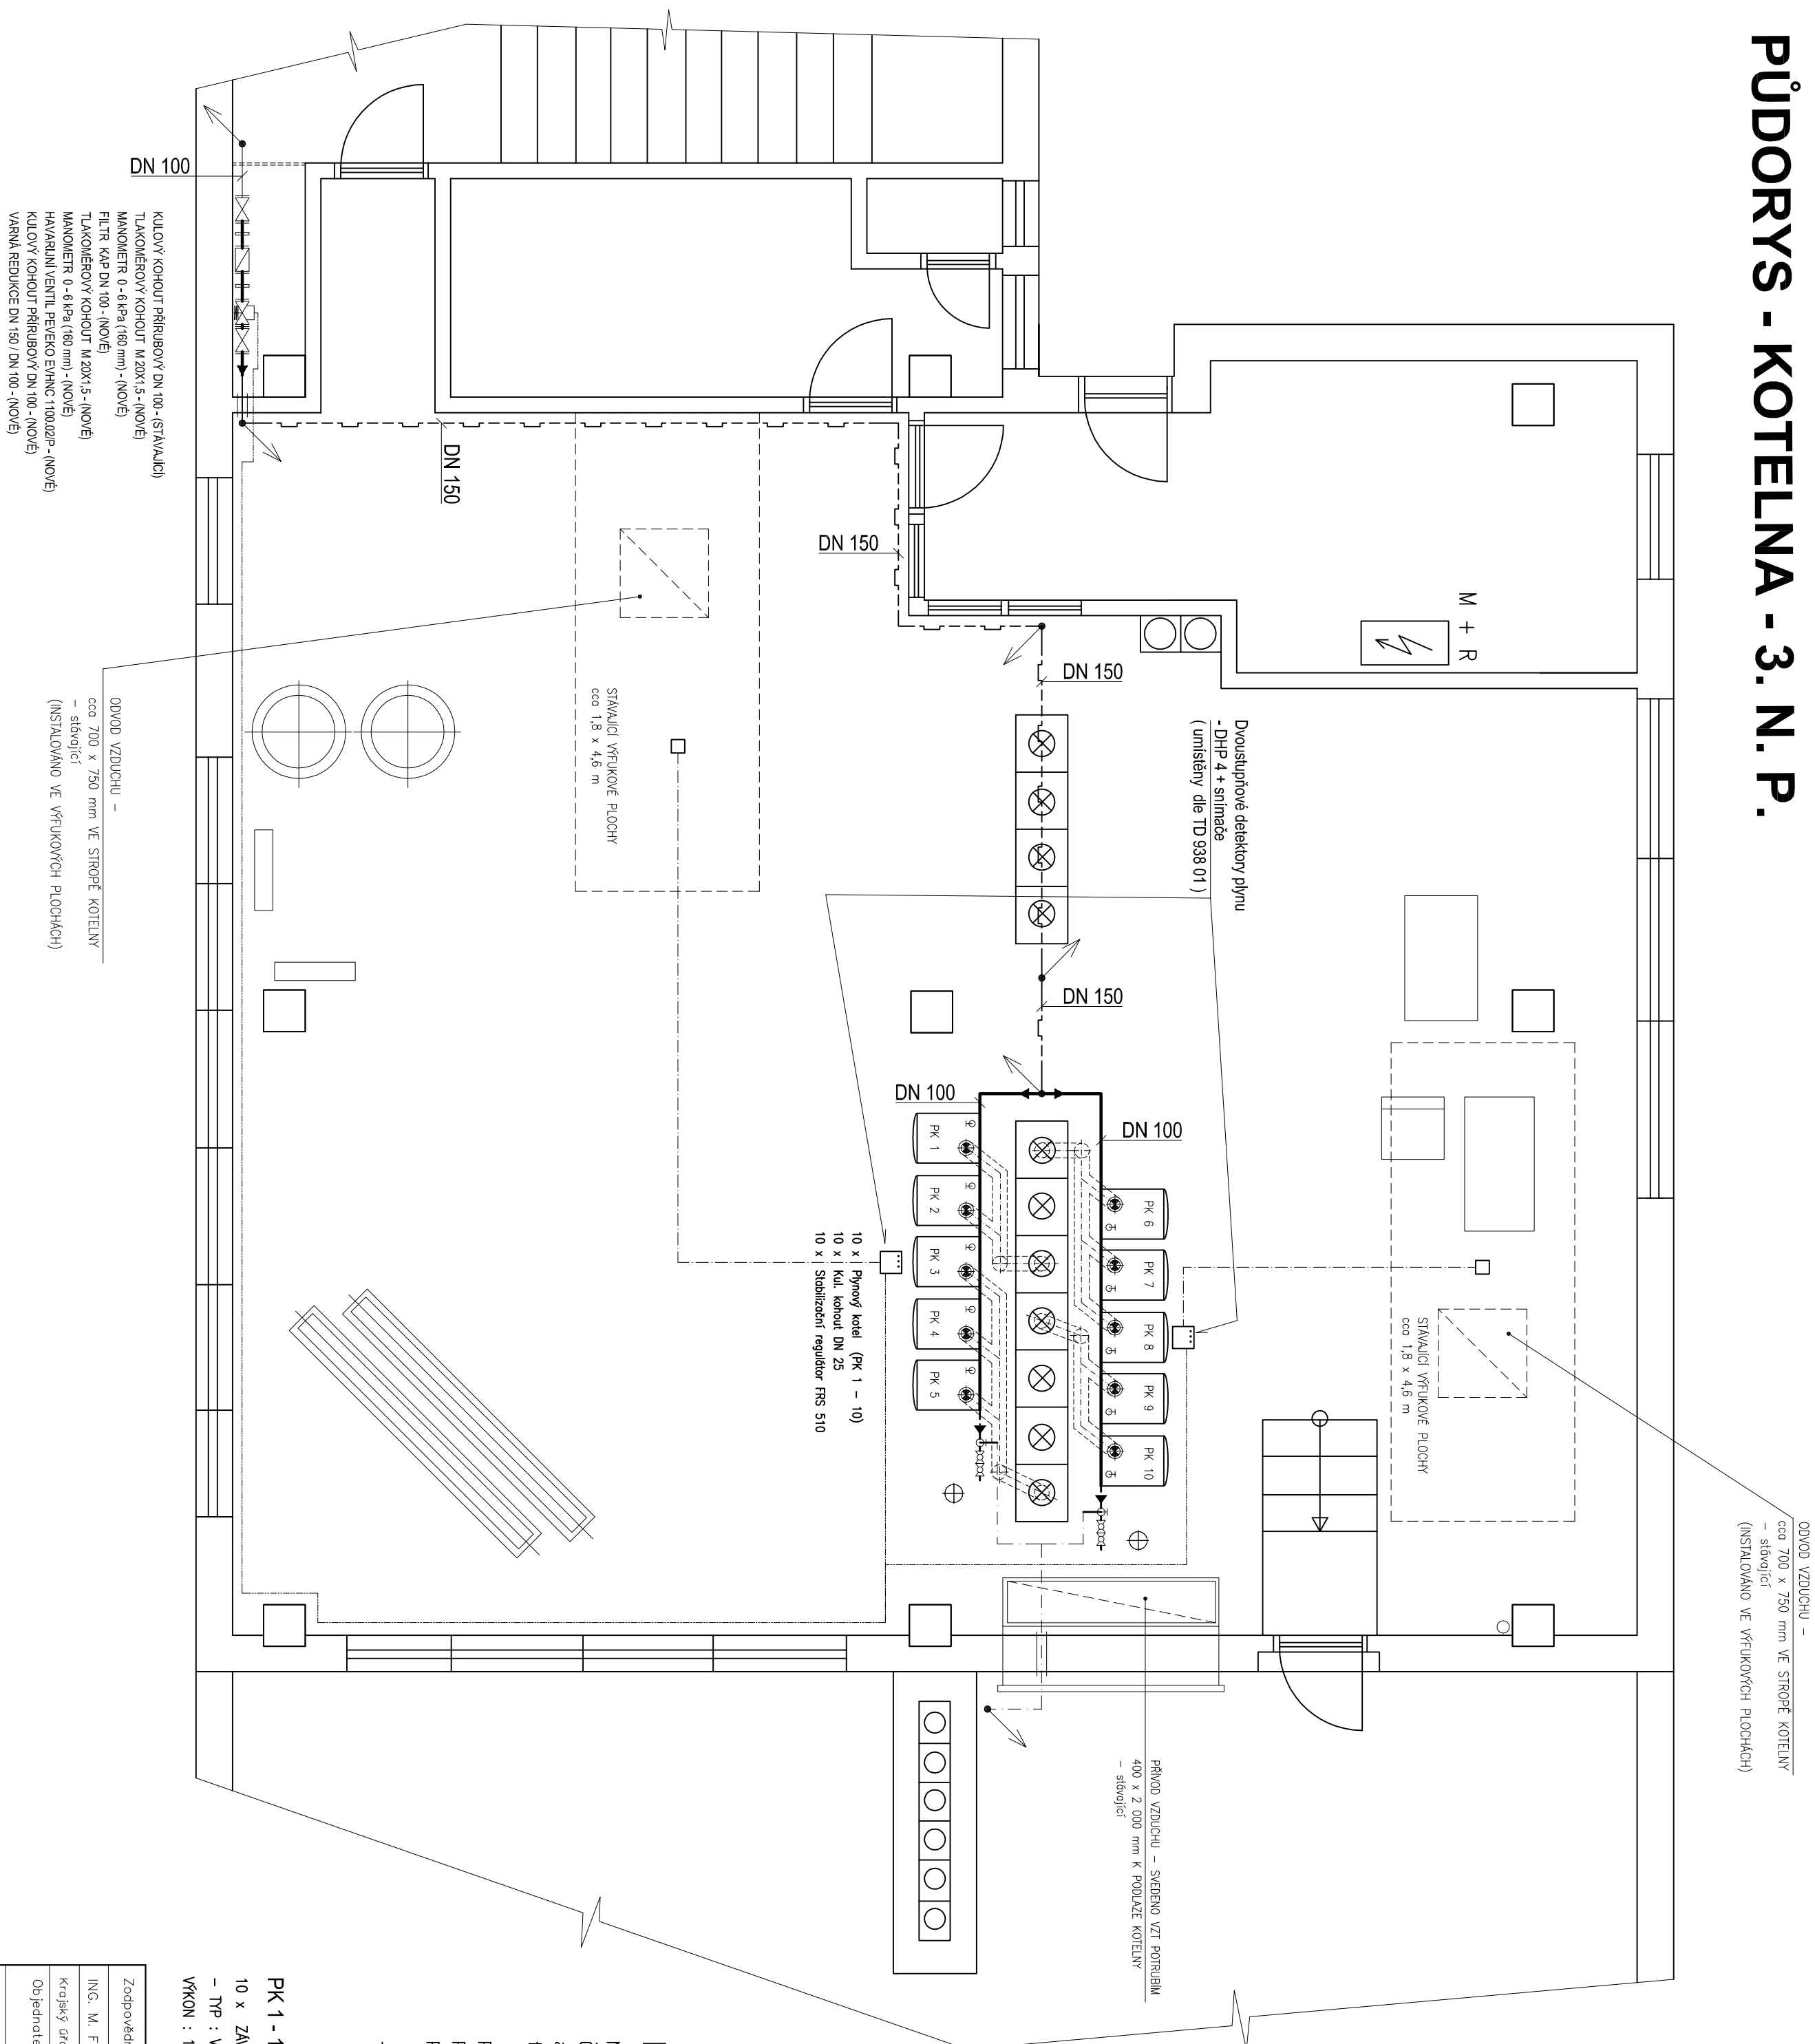 PŮDORYS - KOTELNA - 3. N. P.
ODVOD VZDUCHU –
cca 700 x 750 mm VE STROPĚ KOTELNY
– stávající
(INSTALOVÁNO VE VÝFUKOVÝCH PLOCHÁCH)
M + R
STÁVAJÍCÍ VÝFUKOVÉ PLOCHY
cca 1,8 x 4,6 m
Dvoustupňové detektory plynu
- DHP 4 + snímače
( umístěny dle TD 938 01 )
PŘÍVOD VZDUCHU – SVEDENO VZT POTRUBÍM
400 x 2 000 mm K PODLAZE KOTELNY
– stávající
DN 150
DN 150
DN 150
DN 150
DN 100
DN 100
DN 100
PK 6
PK 7
PK 8
PK 9
PK 10
PK 1
PK 2
PK 3
PK 4
PK 5
10 x Plynový kotel (PK 1 – 10)
10 x Kul. kohout DN 25
10 x Stabilizační regulátor FRS 510
STÁVAJÍCÍ VÝFUKOVÉ PLOCHY
cca 1,8 x 4,6 m
KULOVÝ KOHOUT PŘÍRUBOVÝ DN 100 - (STÁVAJÍCÍ)
TLAKOMĚROVÝ KOHOUT M 20X1,5 - (NOVÉ)
MANOMETR 0 - 6 kPa (160 mm) - (NOVÉ)
FILTR KAP DN 100 - (NOVÉ)
TLAKOMĚROVÝ KOHOUT M 20X1,5 - (NOVÉ)
MANOMETR 0 - 6 kPa (160 mm) - (NOVÉ)
HAVARIJNÍ VENTIL PEVEKO EVHNC 1100.02/P - (NOVÉ)
KULOVÝ KOHOUT PŘÍRUBOVÝ DN 100 - (NOVÉ)
VARNÁ REDUKCE DN 150 / DN 100 - (NOVÉ)
ODVOD VZDUCHU –
cca 700 x 750 mm VE STROPĚ KOTELNY
– stávající
(INSTALOVÁNO VE VÝFUKOVÝCH PLOCHÁCH)
PK 1 - 1
10 x
– TYP :
VÝKON :
ING. M.